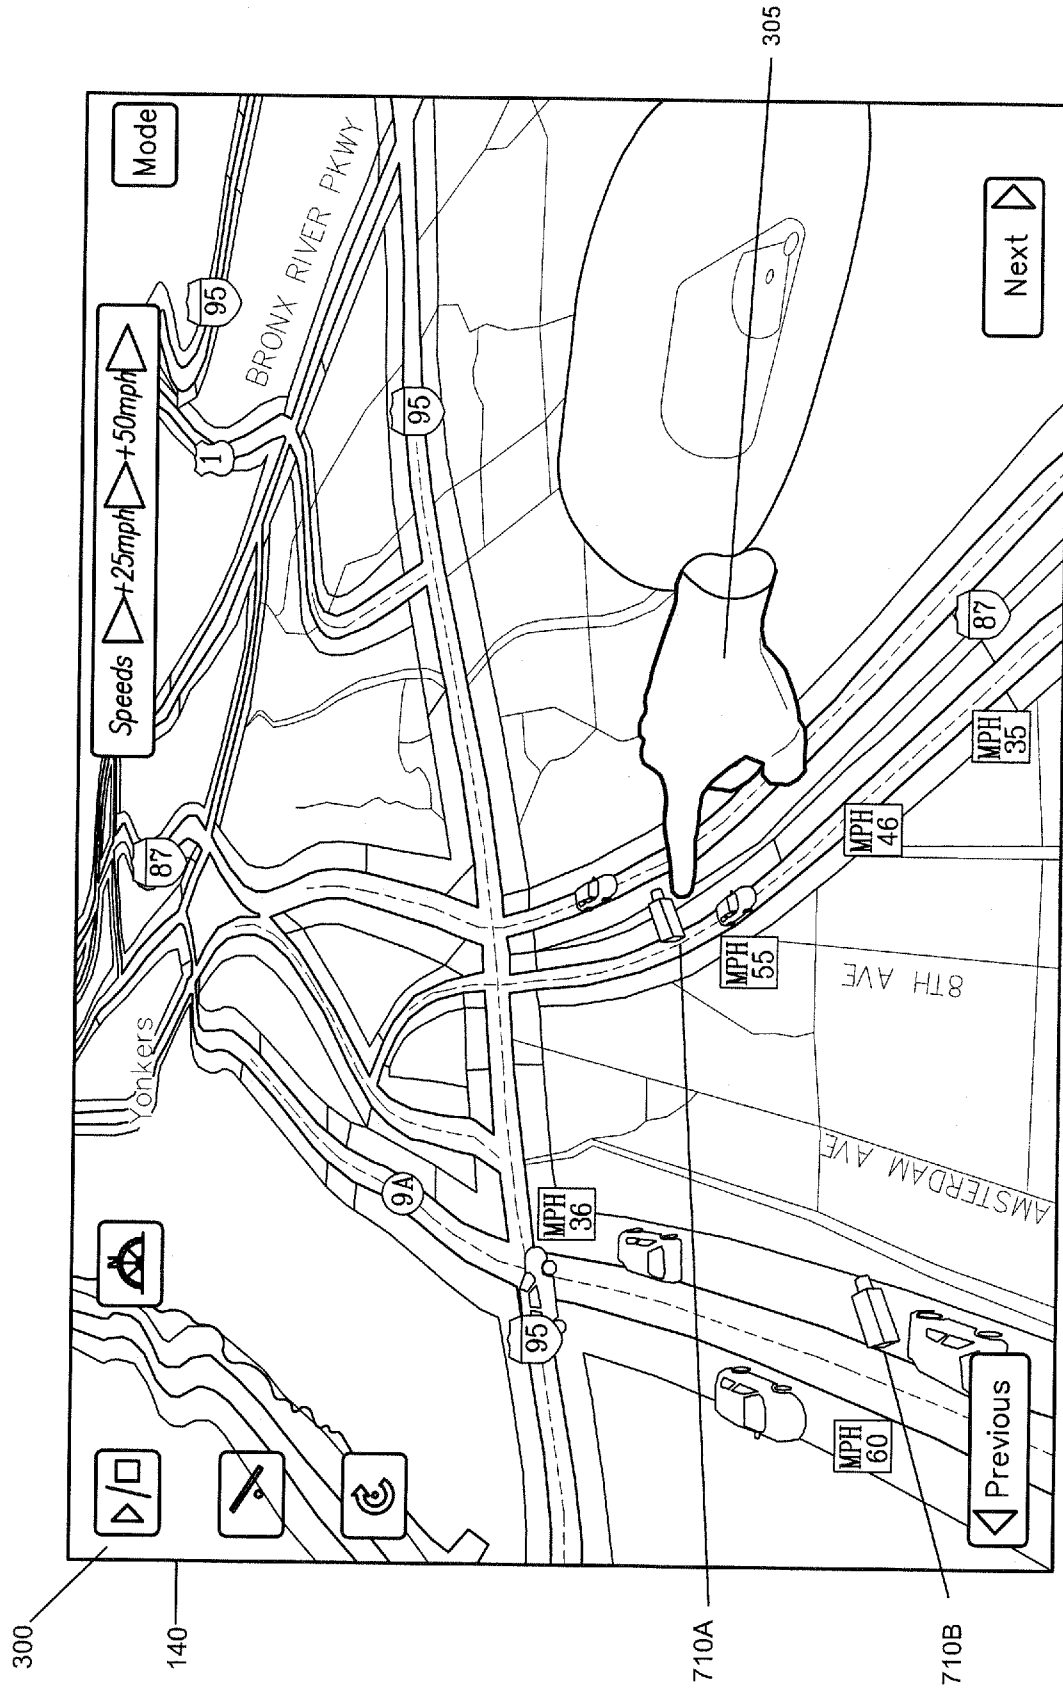 300
140
Mode
Speeds +25mph +50mph
N
Yonkers
87
1
95
BRONX RIVER PKWY
95
9A
95
MPH
36
MPH
55
MPH
46
MPH
35
87
8TH AVE
AMSTERDAM AVE
MPH
60
Previous
Next
305
710A
710B